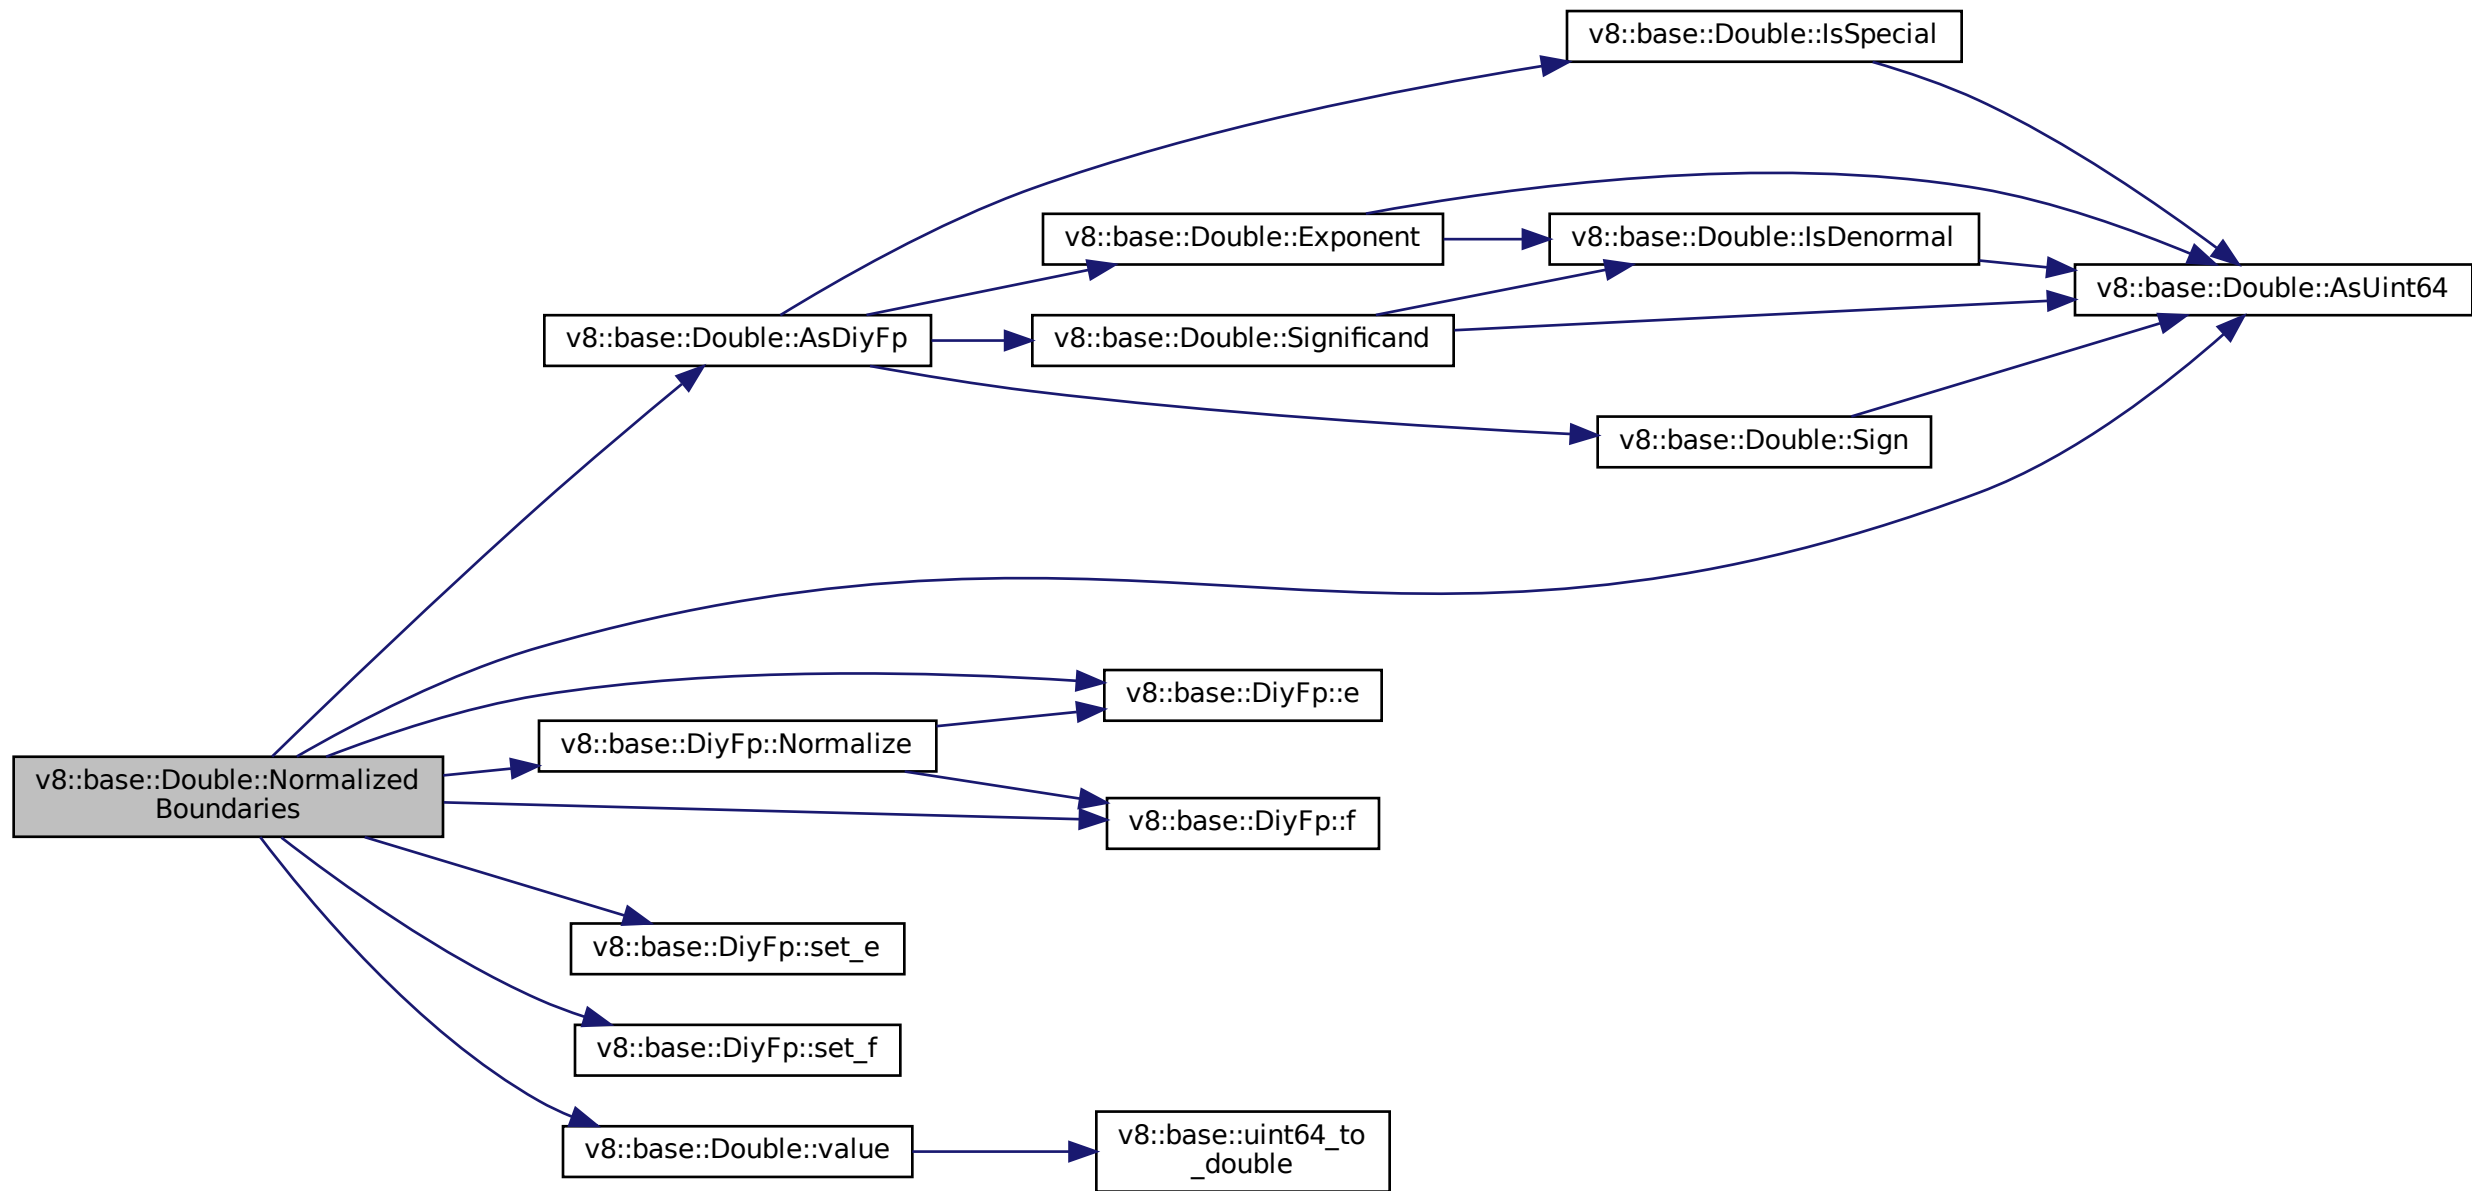 v8::base::Double::IsSpecial
v8::base::Double::Exponent
v8::base::Double::IsDenormal
v8::base::Double::AsUint64
v8::base::Double::AsDiyFp
v8::base::Double::Significand
v8::base::Double::Sign
v8::base::DiyFp::e
v8::base::DiyFp::Normalize
v8::base::Double::Normalized
Boundaries
v8::base::DiyFp::f
v8::base::DiyFp::set_e
v8::base::DiyFp::set_f
v8::base::Double::value
v8::base::uint64_to
_double